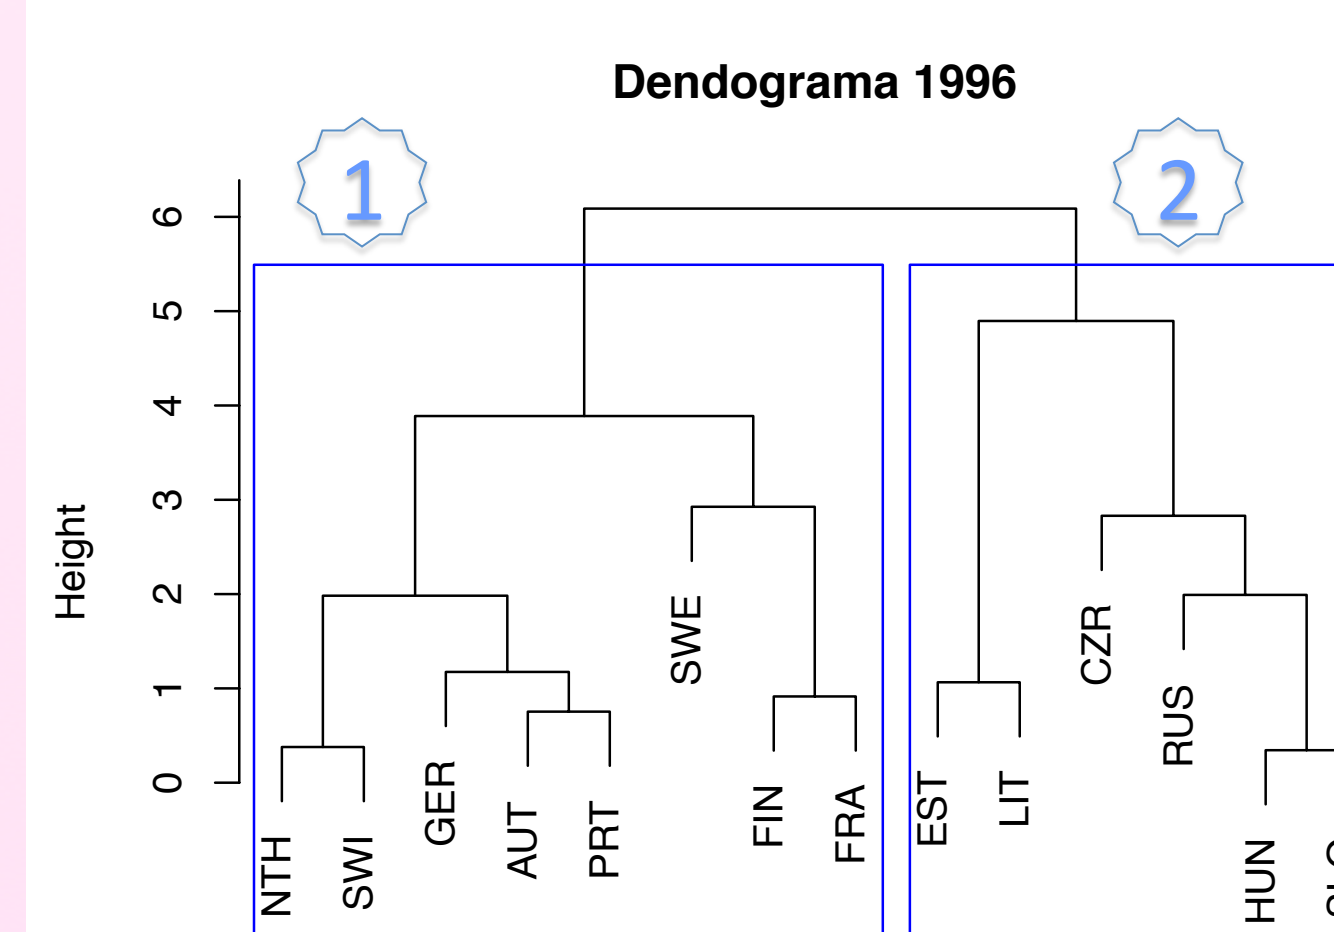 Dendograma 1996
1
2
Height
6
5
4
3
2
1
0
NTH
SWI
GER
AUT
PRT
SWE
FIN
FRA
EST
LIT
CZR
RUS
HUN